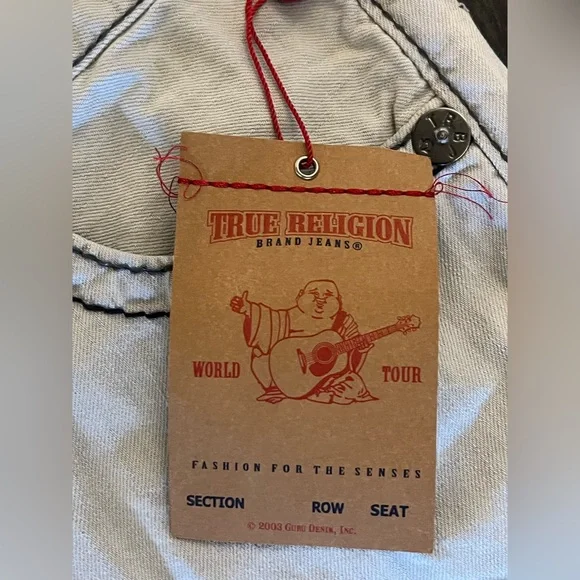 TRUE RELIGION
BRAND JEANS®
WORLD TOUR
FASHION FOR THE SENSES
SECTION ROW SEAT
© 2003 GURU DENIM, INC.